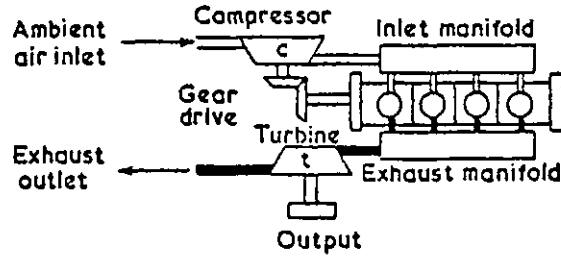 Compressor
Ambient
air inlet
Inlet manifold
c
Gear
drive
Turbine
t
Exhaust
outlet
Exhaust manifold
Output